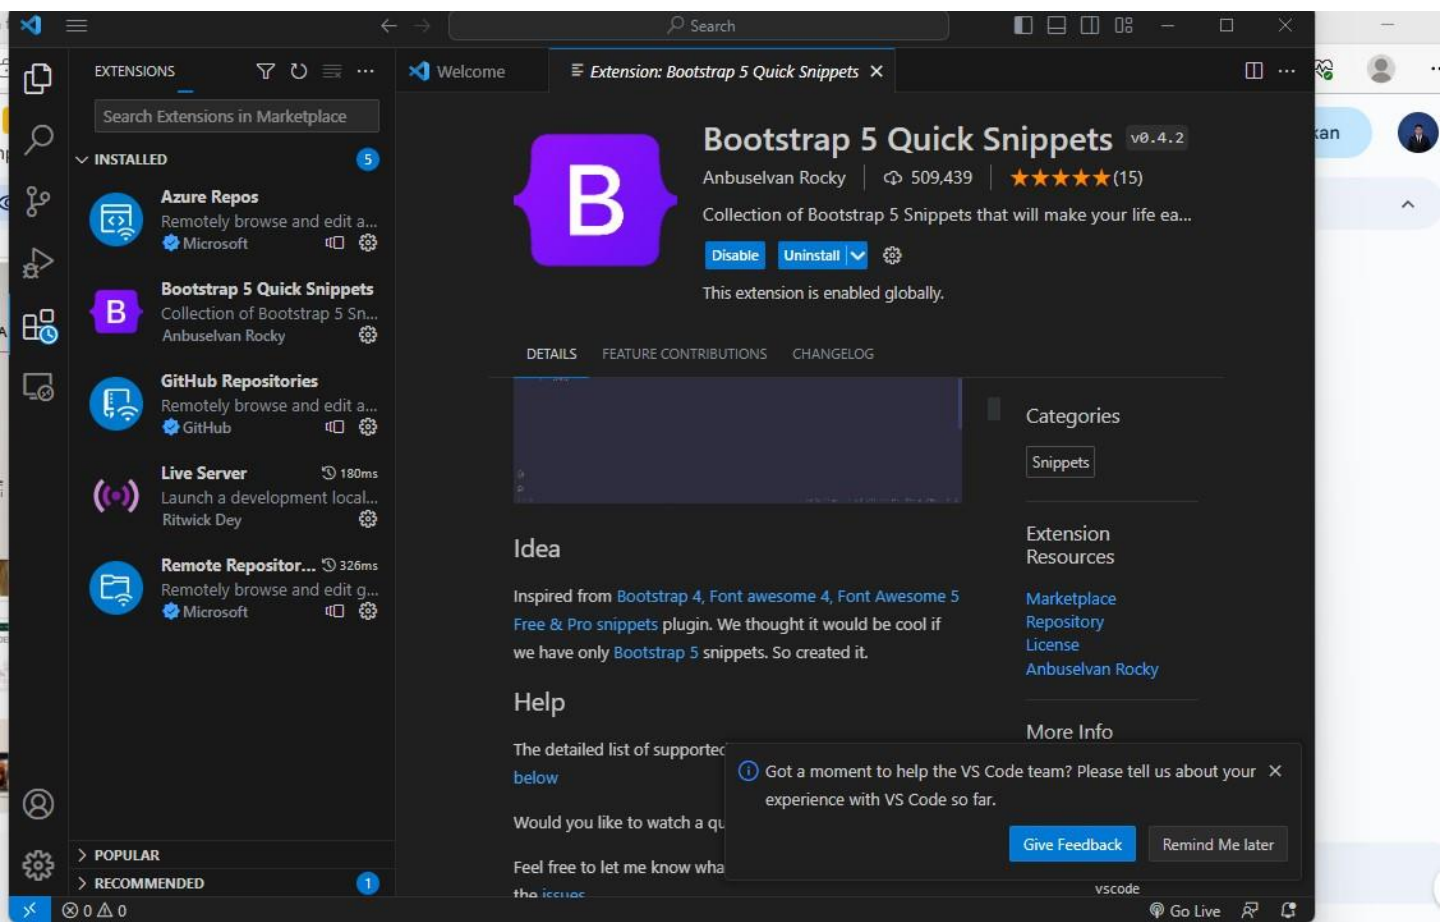 Search
EXTENSIONS
Search Extensions in Marketplace
INSTALLED
5
Azure Repos
Remotely browse and edit a...
Microsoft
Bootstrap 5 Quick Snippets
Collection of Bootstrap 5 Sn...
Anbuselvan Rocky
GitHub Repositories
Remotely browse and edit a...
GitHub
Live Server 180ms
Launch a development local...
Ritwick Dey
Remote Repositor... 326ms
Remotely browse and edit g...
Microsoft
POPULAR
RECOMMENDED
1
Welcome
Extension: Bootstrap 5 Quick Snippets
B
Bootstrap 5 Quick Snippets v0.4.2
Anbuselvan Rocky 509,439 (15)
Collection of Bootstrap 5 Snippets that will make your life ea...
Disable Uninstall
This extension is enabled globally.
DETAILS FEATURE CONTRIBUTIONS CHANGELOG
Idea
Inspired from Bootstrap 4, Font awesome 4, Font Awesome 5
Free & Pro snippets plugin. We thought it would be cool if
we have only Bootstrap 5 snippets. So created it.
Help
The detailed list of supported
below
Would you like to watch a qu
Feel free to let me know wha
the issues
Categories
Snippets
Extension
Resources
Marketplace
Repository
License
Anbuselvan Rocky
More Info
Got a moment to help the VS Code team? Please tell us about your
experience with VS Code so far.
Give Feedback Remind Me later
vscode
0 0
Go Live
kan